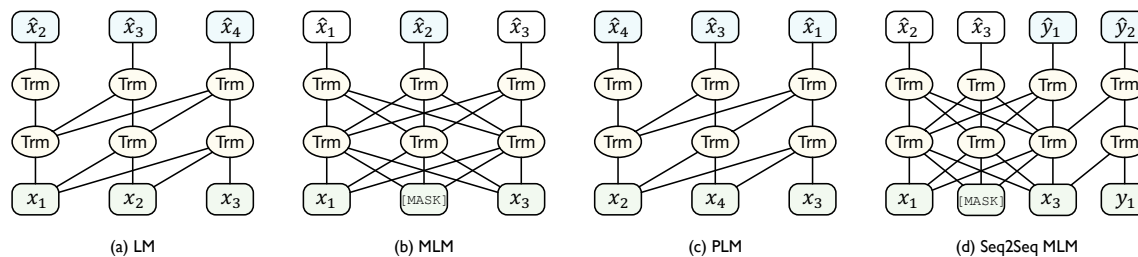 x̂₂ x̂₃ x̂₄ x̂₁ x̂₂ x̂₃ x̂₄ x̂₃ x̂₁ x̂₂ x̂₃ ŷ₁ ŷ₂
Trm Trm Trm Trm Trm Trm Trm Trm Trm Trm Trm Trm Trm
Trm Trm Trm Trm Trm Trm Trm Trm Trm Trm Trm Trm Trm
x₁ x₂ x₃ x₁ [MASK] x₃ x₂ x₄ x₃ x₁ [MASK] x₃ y₁
(a) LM (b) MLM (c) PLM (d) Seq2Seq MLM